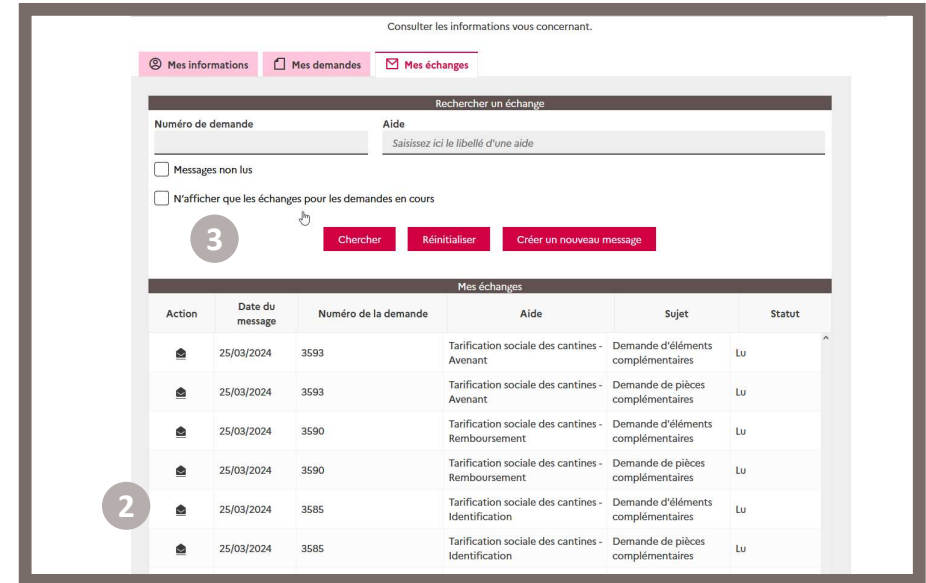 Consulter les informations vous concernant.
Mes informations
Mes demandes
Mes échanges
Rechercher un échange
Numéro de demande
Aide
Saisissez ici le libellé d'une aide
Messages non lus
N'afficher que les échanges pour les demandes en cours
3
Chercher
Réinitialiser
Créer un nouveau message
Mes échanges
Action
Date du
message
Numéro de la demande
Aide
Sujet
Statut
25/03/2024 3593 Tarification sociale des cantines - Demande d'éléments Lu
Avenant complémentaires
25/03/2024 3593 Tarification sociale des cantines - Demande de pièces Lu
Avenant complémentaires
25/03/2024 3590 Tarification sociale des cantines - Demande d'éléments Lu
Remboursement complémentaires
25/03/2024 3590 Tarification sociale des cantines - Demande de pièces Lu
Remboursement complémentaires
2
25/03/2024 3585 Tarification sociale des cantines - Demande d'éléments Lu
Identification complémentaires
25/03/2024 3585 Tarification sociale des cantines - Demande de pièces Lu
Identification complémentaires